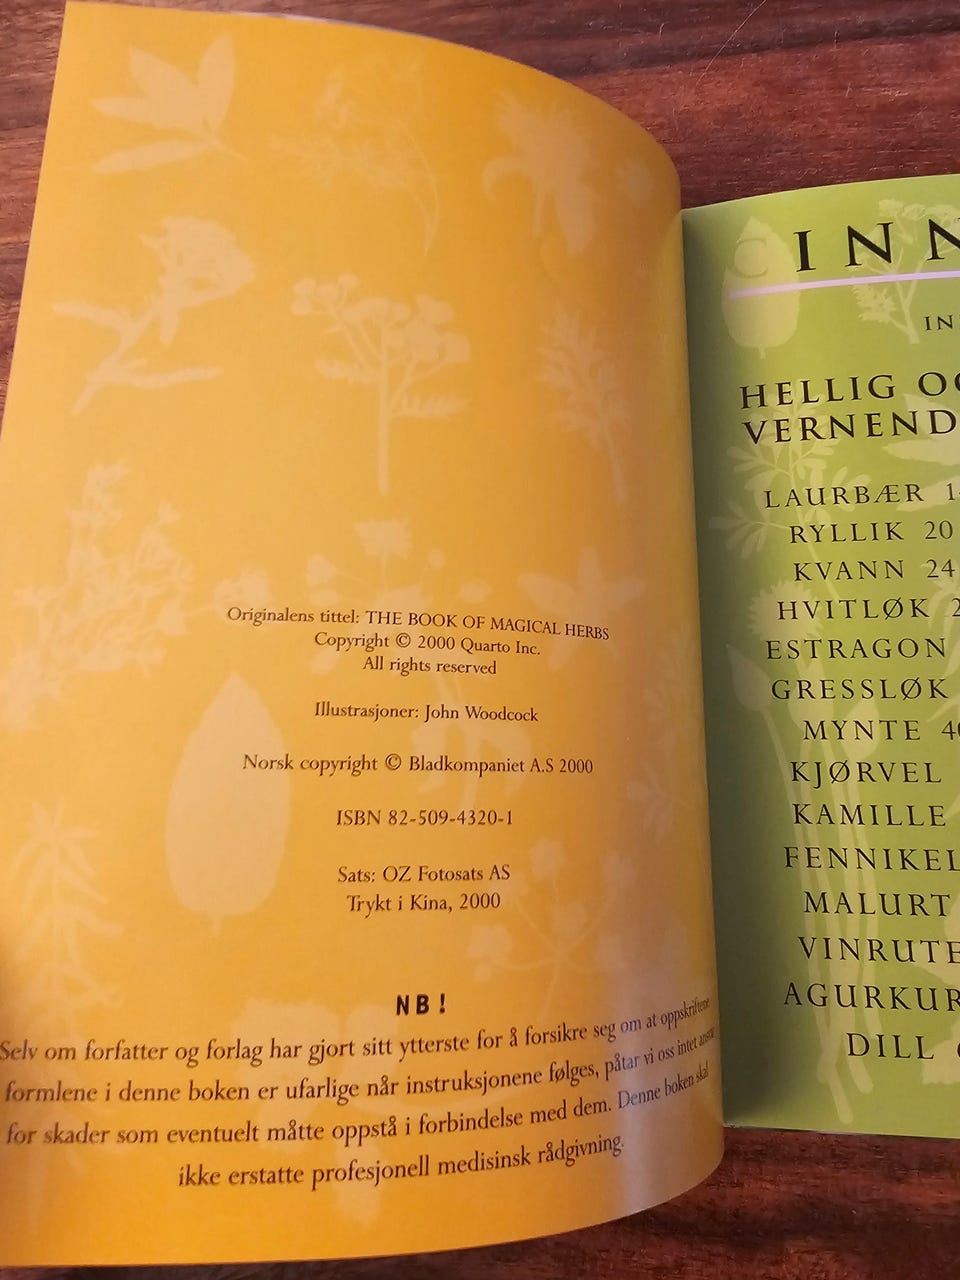 Originalens tittel: THE BOOK OF MAGICAL HERBS
Copyright © 2000 Quarto Inc.
All rights reserved
Illustrasjoner: John Woodcock
Norsk copyright © Bladkompaniet A.S 2000
ISBN 82-509-4320-1
Sats: OZ Fotosats AS
Trykt i Kina, 2000
NB!
Selv om forfatter og forlag har gjort sitt ytterste for å forsikre seg om at oppskriftene
formlene i denne boken er ufarlige når instruksjonene følges, påtar vi oss intet ansvar
for skader som eventuelt måtte oppstå i forbindelse med dem. Denne boken skal
ikke erstatte profesjonell medisinsk rådgivning.
INN
IN
HELLIG
VERNEND
LAURBÆR
RYLLIK 20
KVANN 24
HVITLØK
ESTRAGON
GRESSLØK
MYNTE
KJØRVEL
KAMILLE
FENNIKEL
MALURT
VINRUTE
AGURKUR
DILL